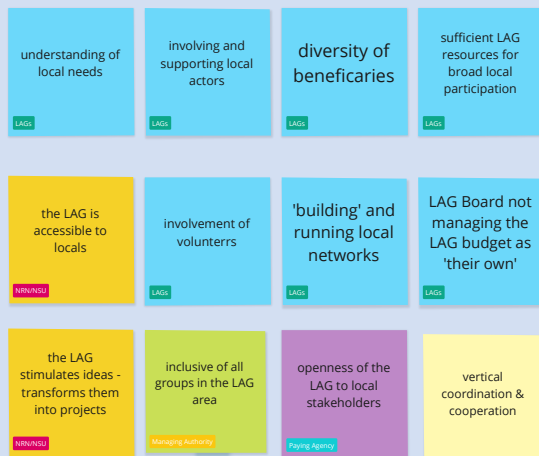 understanding of
local needs
LAGs
involving and
supporting local
actors
LAGs
diversity of
beneficaries
LAGs
sufficient LAG
resources for
broad local
participation
LAGs
the LAG is
accessible to
locals
NRN/NSU
involvement of
volunterrs
LAGs
'building' and
running local
networks
LAGs
LAG Board not
managing the
LAG budget as
'their own'
LAGs
the LAG
stimulates ideas -
transforms them
into projects
NRN/NSU
inclusive of all
groups in the LAG
area
Managing Authority
openness of the
LAG to local
stakeholders
Paying Agency
vertical
coordination &
cooperation